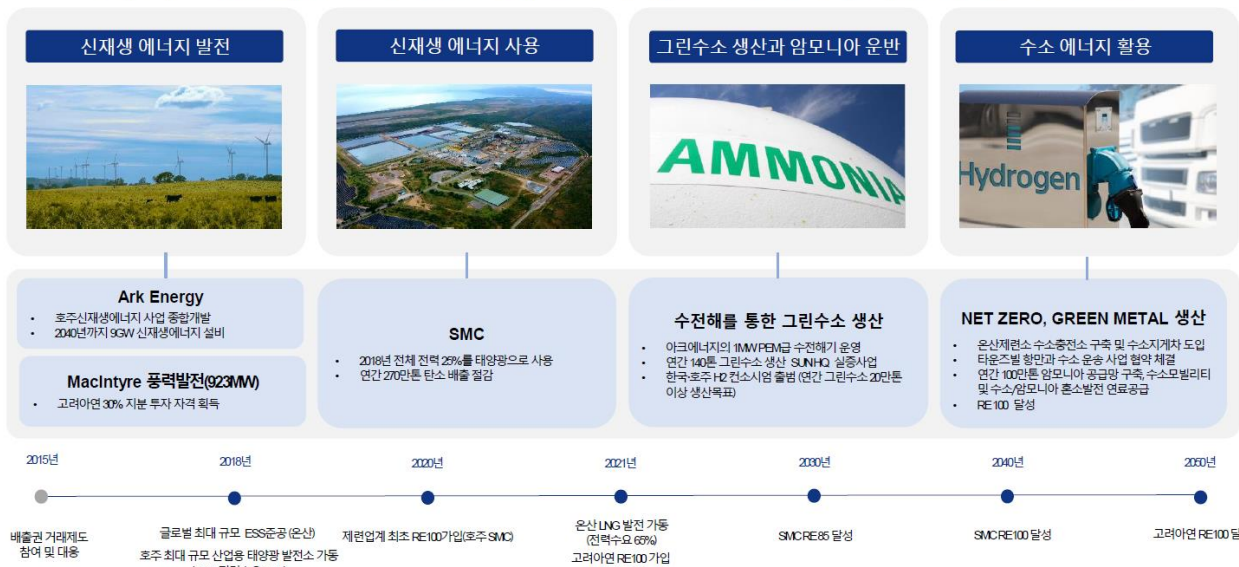 신재생 에너지 발전
신재생 에너지 사용
그린수소 생산과 암모니아 운반
수소 에너지 활용
AMMONIA
Hydrogen
Ark Energy
• 호주신재생에너지 사업 종합개발
• 2040년까지 9GW 신재생에너지 설비
MacIntyre 풍력발전(923MW)
• 고려아연 30% 지분 투자 자격 획득
SMC
• 2018년 전체 전력 25%를 태양광으로 사용
• 연간 270만톤 탄소 배출 절감
수전해를 통한 그린수소 생산
• 아크에너지의 1MW PEM급 수전해기 운영
• 연간 140톤 그린수소 생산 SUN HQ 실증사업
• 한국-호주 H2 컨소시엄 출범 (연간 그린수소 20만톤
이상 생산목표)
NET ZERO, GREEN METAL 생산
• 온산제련소 수소충전소 구축 및 수소지게차 도입
• 타운즈빌 항만과 수소 운송 사업 협약 체결
• 연간 100만톤 암모니아 공급망 구축, 수소모빌리티
및 수소/암모니아 혼소발전 연료공급
• RE100 달성
2015년
2018년
2020년
2021년
2030년
2040년
2050년
배출권 거래제도
참여 및 대응
글로벌 최대 규모 ESS준공 (온산)
호주 최대 규모 산업용 태양광 발전소 가동
제련업계 최초 RE100가입(호주 SMC)
온산 LNG 발전 가동
(전력수요 65%)
고려아연 RE100 가입
SMC RE85 달성
SMC RE100 달성
고려아연 RE100 달